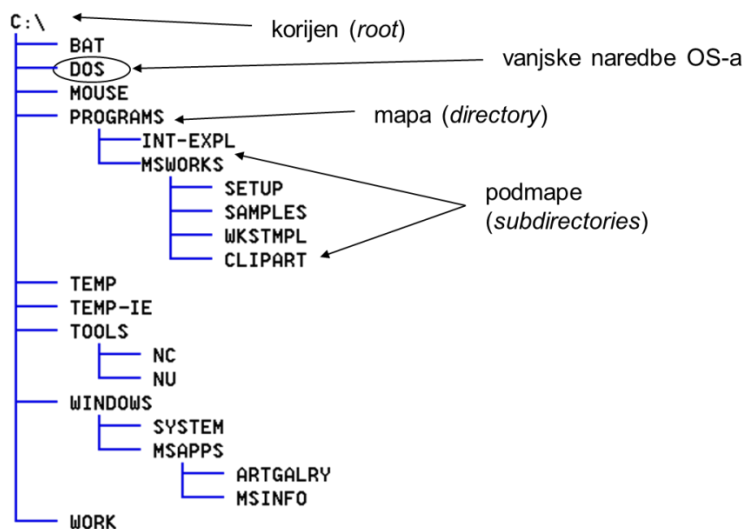 C:\
korijen (root)
BAT
vanjske naredbe OS-a
DOS
MOUSE
PROGRAMS
mapa (directory)
INT-EXPL
MSWORKS
podmape
(subdirectories)
SETUP
SAMPLES
WKSTMPL
CLIPART
TEMP
TEMP-IE
TOOLS
NC
NU
WINDOWS
SYSTEM
MSAPPS
ARTGALRY
MSINFO
WORK